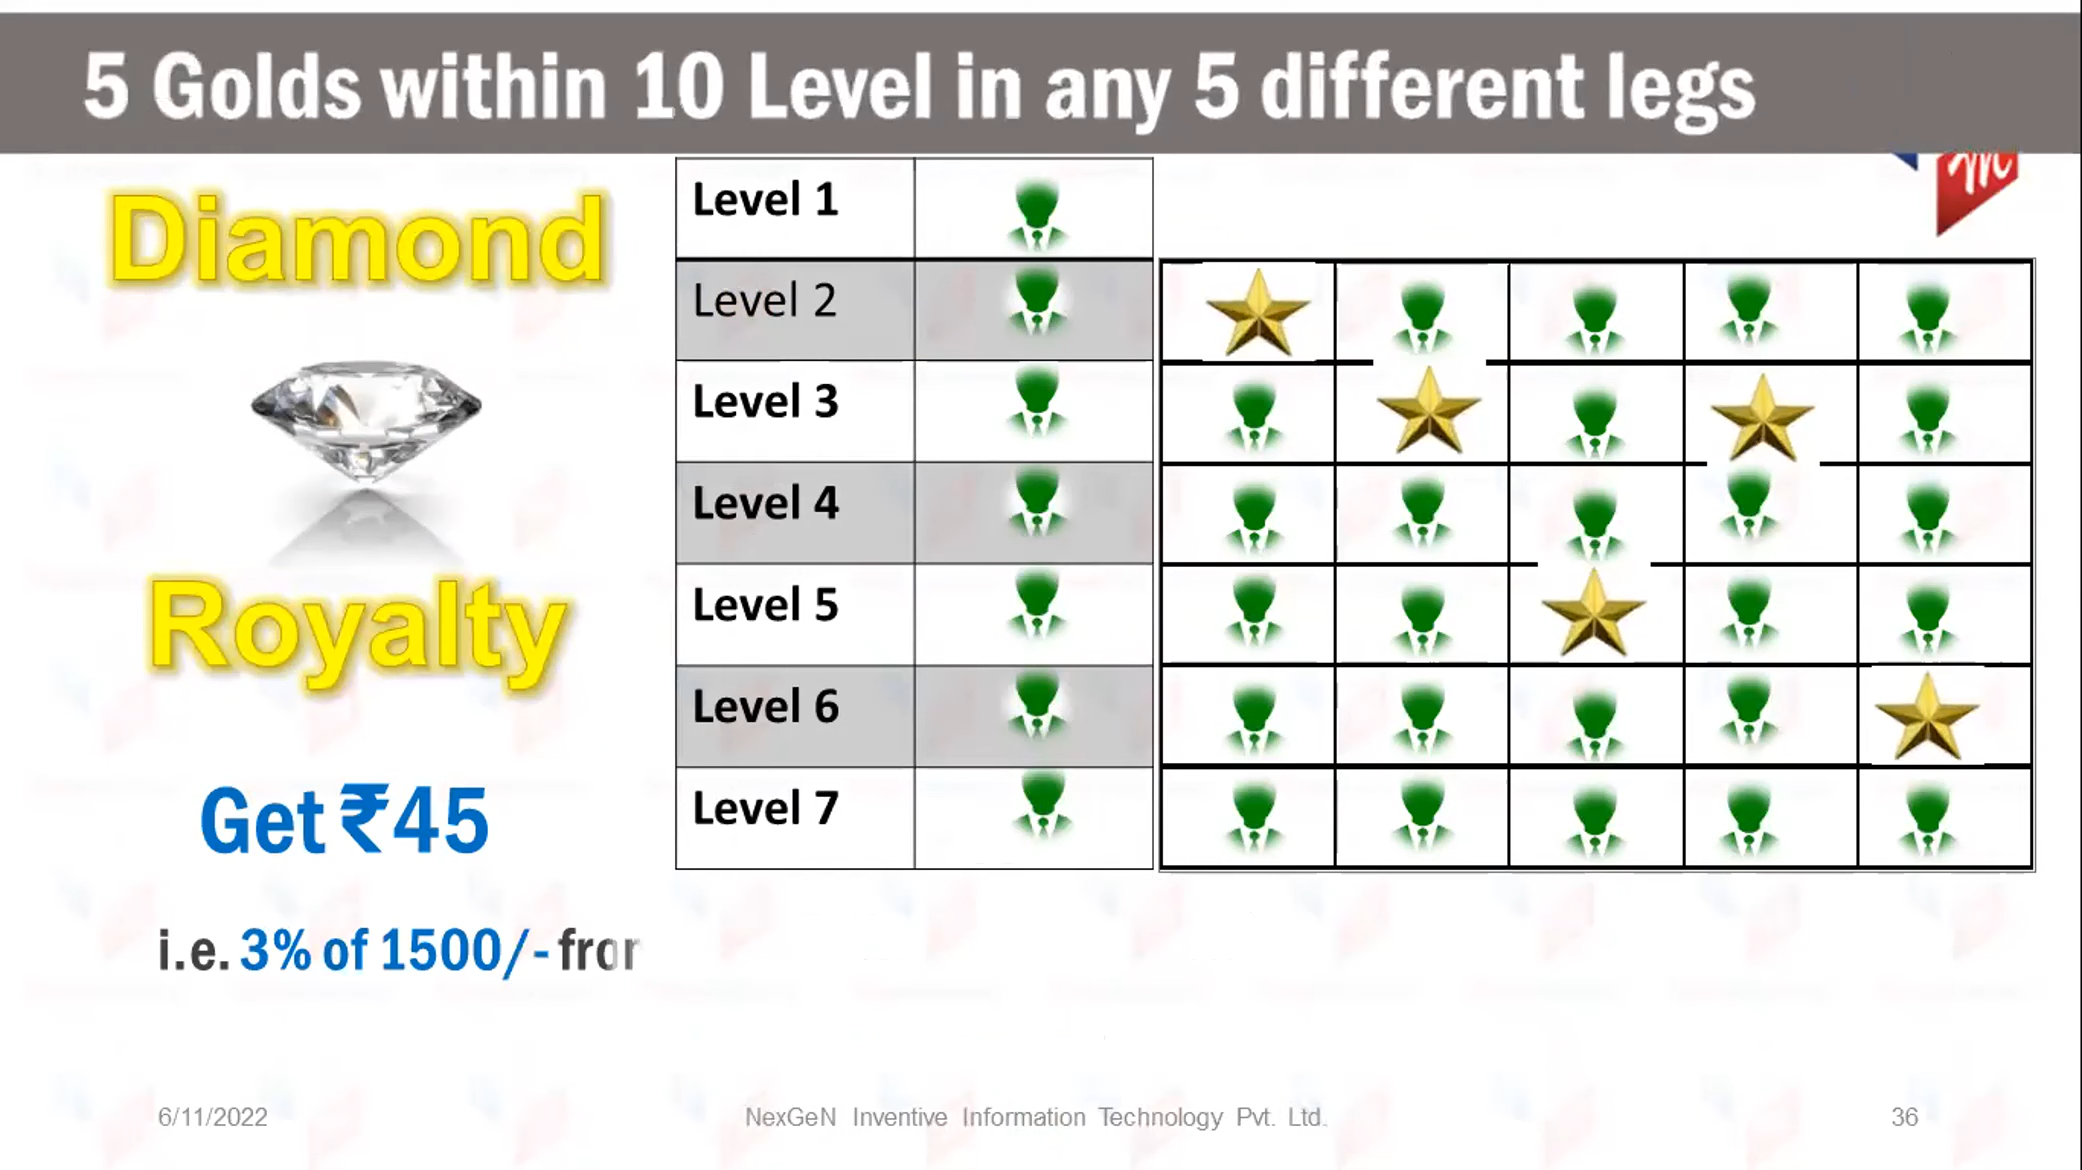 5 Golds within 10 Level in any 5 different legs
Diamond
Royalty
Get ₹45
i.e. 3% of 1500/-
Level 1
Level 2
Level 3
Level 4
Level 5
Level 6
Level 7
6/11/2022
NexGeN Inventive Information Technology Pvt. Ltd.
36